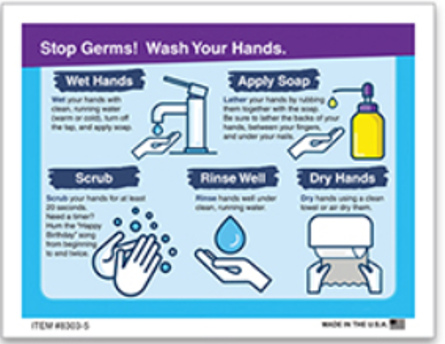 Stop Germs! Wash Your Hands.
Wet Hands
Wet your hands with
clean, running water
(warm or cold), turn off
the tap, and apply soap.
Apply Soap
Lather your hands by rubbing
them together with the soap.
Be sure to lather the backs of your
hands, between your fingers,
and under your nails.
Scrub
Scrub your hands for at least
20 seconds.
Need a timer?
Hum the "Happy
Birthday" song
from beginning
to end twice.
Rinse Well
Rinse hands well under
clean, running water.
Dry Hands
Dry hands using a clean
towel or air dry them.
ITEM #8303-S
MADE IN THE U.S.A.